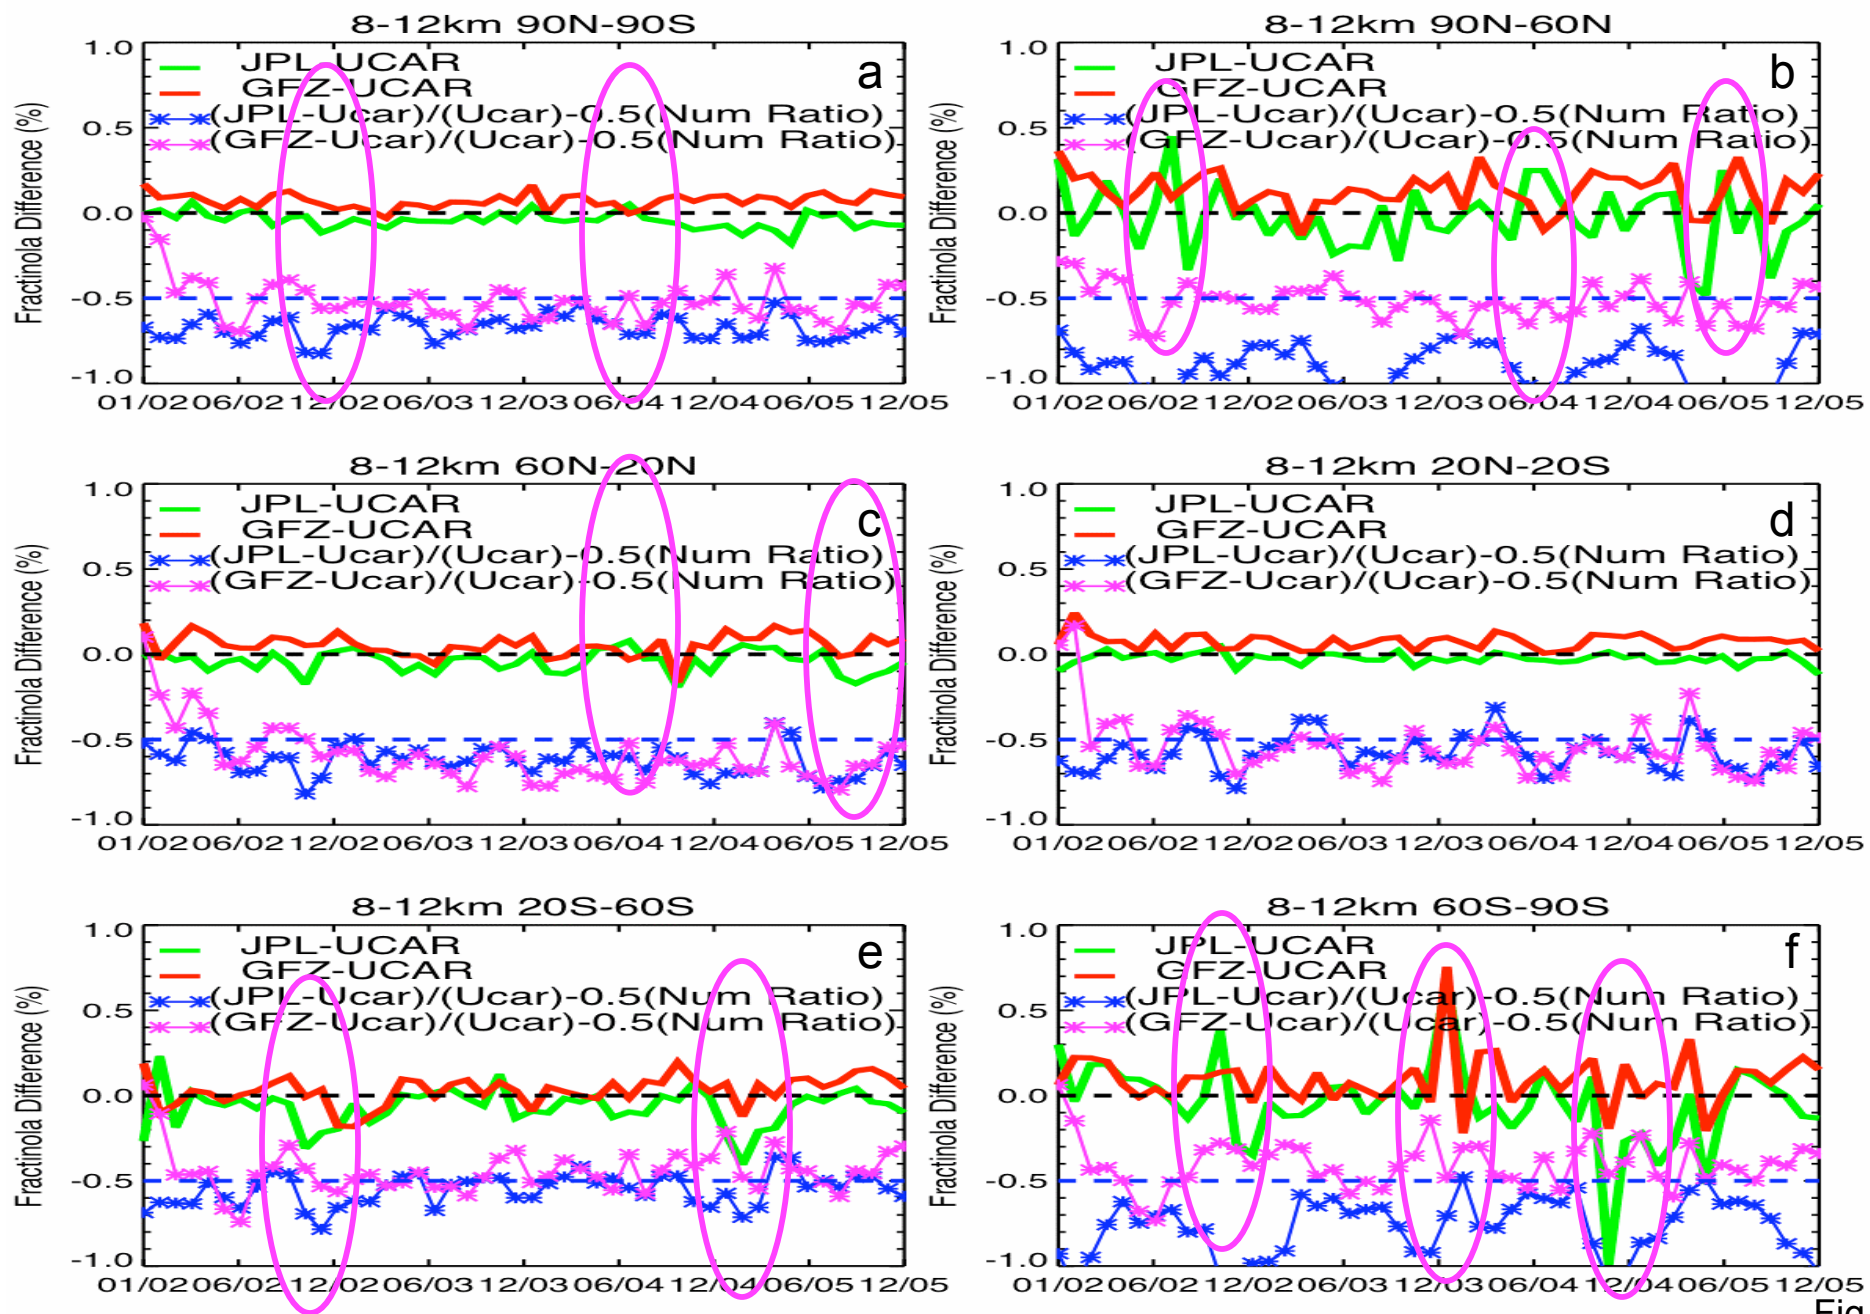 8-12km 90N-90S
1.0
0.5
0.0
-0.5
-1.0
Fractinola Difference (%)
JPL-UCAR
GFZ-UCAR
(JPL-Ucar)/(Ucar)-0.5(Num Ratio)
(GFZ-Ucar)/(Ucar)-0.5(Num Ratio)
a
01/02 06/02 12/02 06/03 12/03 06/04 12/04 06/05 12/05
8-12km 90N-60N
1.0
0.5
0.0
-0.5
-1.0
Fractinola Difference (%)
JPL-UCAR
GFZ-UCAR
(JPL-Ucar)/(Ucar)-0.5(Num Ratio)
(GFZ-Ucar)/(Ucar)-0.5(Num Ratio)
b
01/02 06/02 12/02 06/03 12/03 06/04 12/04 06/05 12/05
8-12km 60N-20N
1.0
0.5
0.0
-0.5
-1.0
Fractinola Difference (%)
JPL-UCAR
GFZ-UCAR
(JPL-Ucar)/(Ucar)-0.5(Num Ratio)
(GFZ-Ucar)/(Ucar)-0.5(Num Ratio)
c
01/02 06/02 12/02 06/03 12/03 06/04 12/04 06/05 12/05
8-12km 20N-20S
1.0
0.5
0.0
-0.5
-1.0
Fractinola Difference (%)
JPL-UCAR
GFZ-UCAR
(JPL-Ucar)/(Ucar)-0.5(Num Ratio)
(GFZ-Ucar)/(Ucar)-0.5(Num Ratio)
d
01/02 06/02 12/02 06/03 12/03 06/04 12/04 06/05 12/05
8-12km 20S-60S
1.0
0.5
0.0
-0.5
-1.0
Fractinola Difference (%)
JPL-UCAR
GFZ-UCAR
(JPL-Ucar)/(Ucar)-0.5(Num Ratio)
(GFZ-Ucar)/(Ucar)-0.5(Num Ratio)
e
01/02 06/02 12/02 06/03 12/03 06/04 12/04 06/05 12/05
8-12km 60S-90S
1.0
0.5
0.0
-0.5
-1.0
Fractinola Difference (%)
JPL-UCAR
GFZ-UCAR
(JPL-Ucar)/(Ucar)-0.5(Num Ratio)
(GFZ-Ucar)/(Ucar)-0.5(Num Ratio)
f
01/02 06/02 12/02 06/03 12/03 06/04 12/04 06/05 12/05